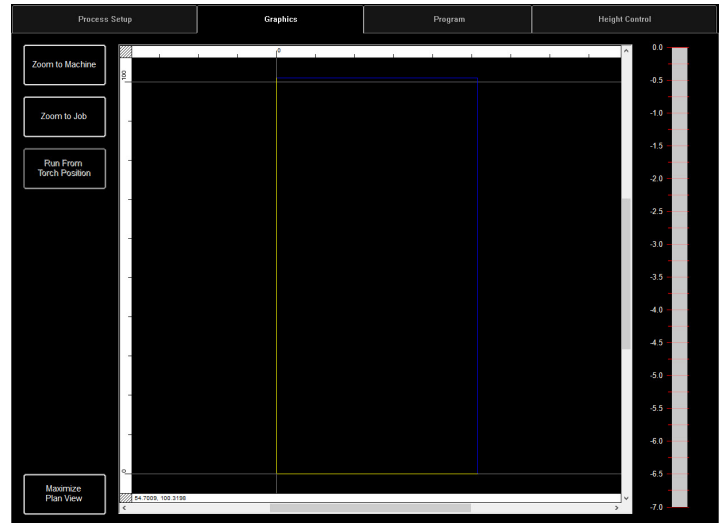 Process Setup
Graphics
Program
Height Control
Zoom to Machine
Zoom to Job
Run From
Torch Position
Maximize
Plan View
0
100
0
54.7009, 100.3198
0.0
-0.5
-1.0
-1.5
-2.0
-2.5
-3.0
-3.5
-4.0
-4.5
-5.0
-5.5
-6.0
-6.5
-7.0